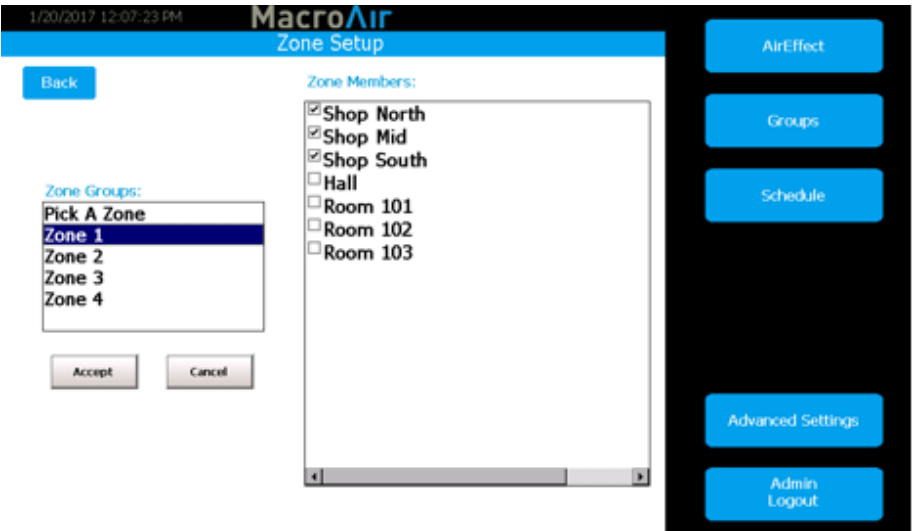 1/20/2017 12:07:23 PM
MacroAir
Zone Setup
Back
Zone Groups:
Pick A Zone
Zone 1
Zone 2
Zone 3
Zone 4
Accept
Cancel
Zone Members:
Shop North
Shop Mid
Shop South
Hall
Room 101
Room 102
Room 103
AirEffect
Groups
Schedule
Advanced Settings
Admin
Logout